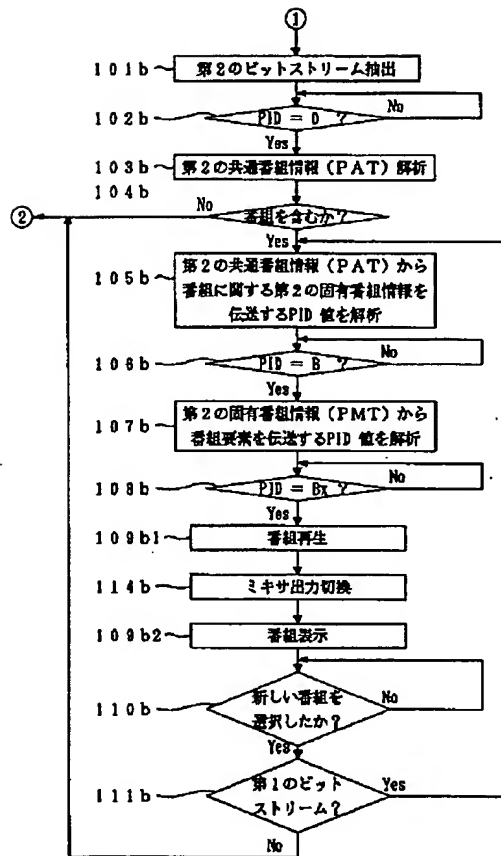 ①
101b 第2のビットストリーム抽出
No
102b PID = 0 ?
Yes
103b 第2の共通番組情報(PAT)解析
104b
② No 番組を含むか?
Yes
105b 第2の共通番組情報(PAT)から
番組に関する第2の固有番組情報を
伝送するPID 値を解析
106b PID = B ? No
Yes
107b 第2の固有番組情報(PMT)から
番組要素を伝送するPID 値を解析
108b PID = Bx ? No
Yes
109b1 番組再生
114b ミキサ出力切換
109b2 番組表示
110b 新しい番組を
選択したか? No
Yes
111b 第1のビット
ストリーム? Yes
No